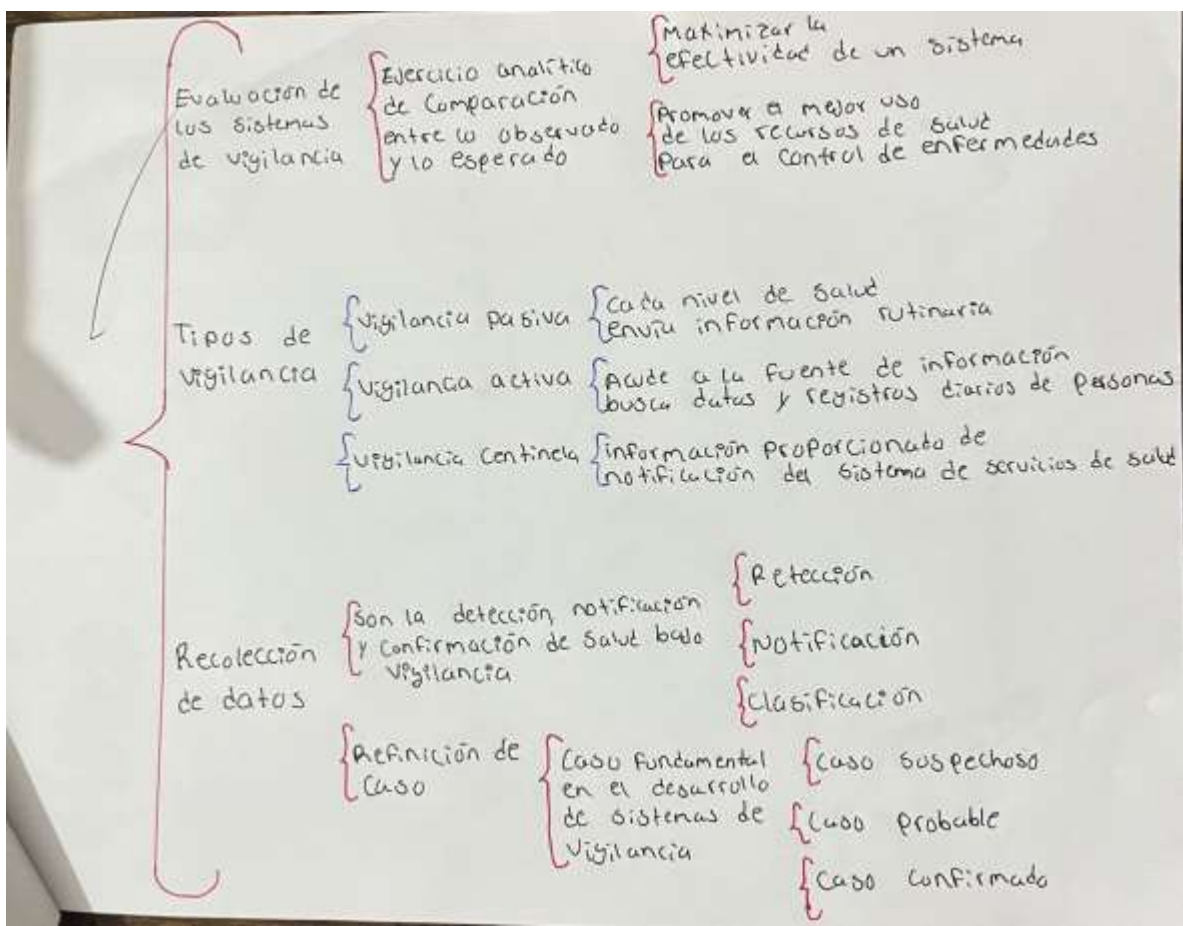 Evaluación de
los sistemas
de vigilancia
Ejercicio analítico
de comparación
entre lo observado
y lo esperado
Maximizar la
efectividad de un sistema
Promover el mejor uso
de los recursos de salud
para el control de enfermedades
Tipos de
vigilancia
vigilancia pasiva
Cada nivel de salud
envía información rutinaria
vigilancia activa
Acude a la fuente de información
busca datos y registros diarios de personas
vigilancia centinela
información proporcionado de
notificación del sistema de servicios de salud
Recolección
de datos
Son la detección, notificación
y confirmación de salud bajo
vigilancia
Retección
Notificación
Clasificación
Refinición de
Caso
Caso fundamental
en el desarrollo
de sistemas de
vigilancia
Caso suspechoso
Caso probable
Caso confirmado